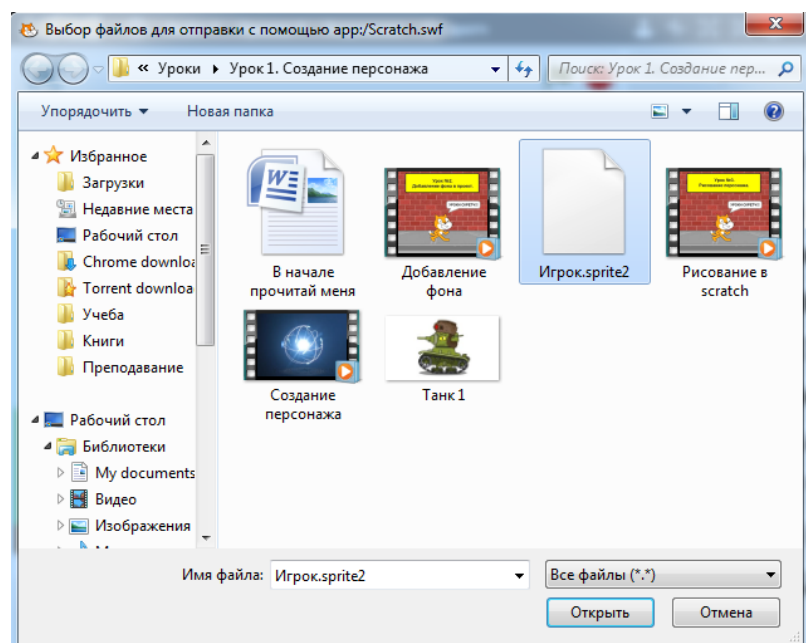 Выбор файлов для отправки с помощью app:/Scratch.swf
« Уроки ▸ Урок 1. Создание персонажа
Поиск: Урок 1. Создание пер...
Упорядочить
Новая папка
Избранное
Загрузки
Недавние места
Рабочий стол
Chrome downloa
Torrent downloa
Учеба
Книги
Преподавание
Рабочий стол
Библиотеки
My documents
Видео
Изображения
В начале
прочитай меня
Добавление
фона
Игрок.sprite2
Рисование в
scratch
Создание
персонажа
Танк 1
Имя файла:
Игрок.sprite2
Все файлы (*.*)
Открыть
Отмена